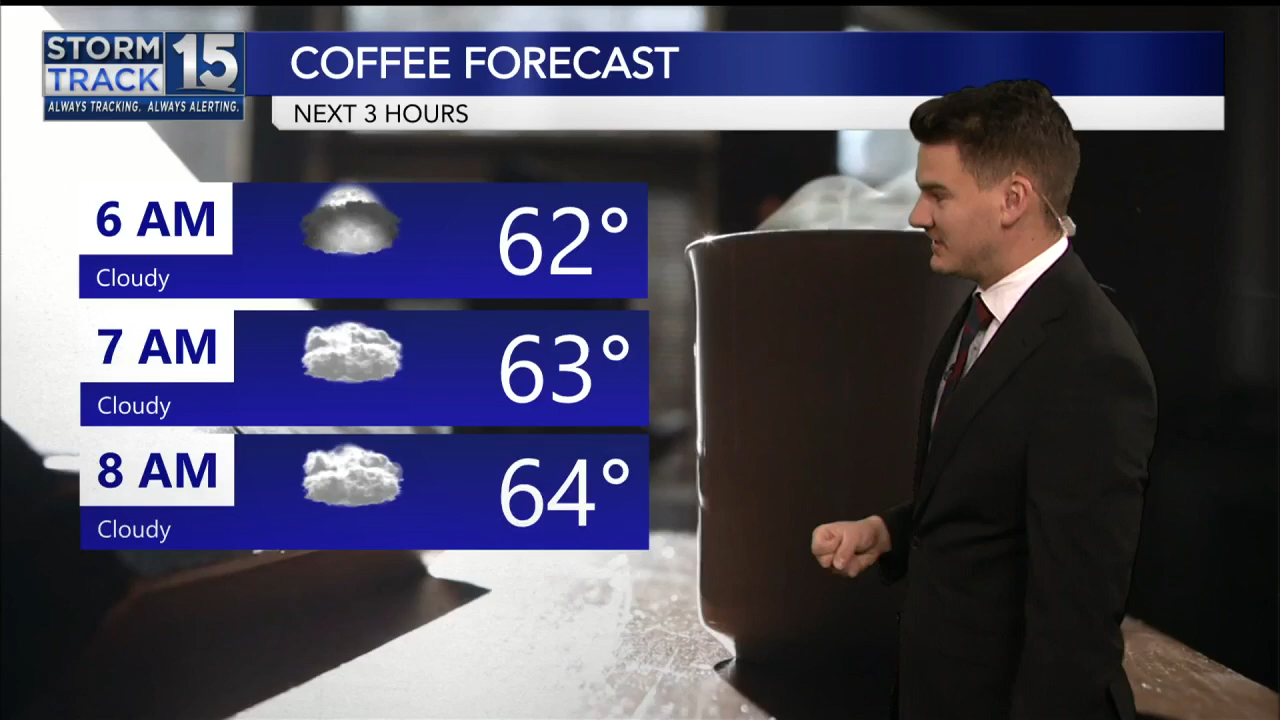 STORM
TRACK
15
ALWAYS TRACKING. ALWAYS ALERTING.
COFFEE FORECAST
NEXT 3 HOURS
6 AM
62°
Cloudy
7 AM
63°
Cloudy
8 AM
64°
Cloudy